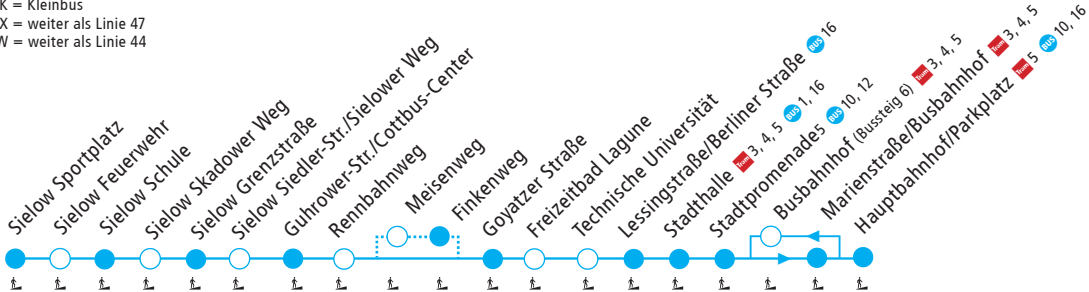 K = Kleinbus
X = weiter als Linie 47
W = weiter als Linie 44
Sielow Sportplatz
Sielow Feuerwehr
Sielow Schule
Sielow Skadower Weg
Sielow Grenzstraße
Sielow Siedler-Str./Sielower Weg
Guhrower-Str./Cottbus-Center
Rennbahnweg
Meisenweg
Finkenweg
Goyatzer Straße
Freizeitbad Lagune
Technische Universität
Lessingstraße/Berliner Straße BUS 16
Stadthalle Tram 3, 4, 5 BUS 1, 16
Stadtpromenade5 BUS 10, 12
Busbahnhof (Bussteig 6) Tram 3, 4, 5
Marienstraße/Busbahnhof Tram 3, 4, 5
Hauptbahnhof/Parkplatz Tram 5 BUS 10, 16